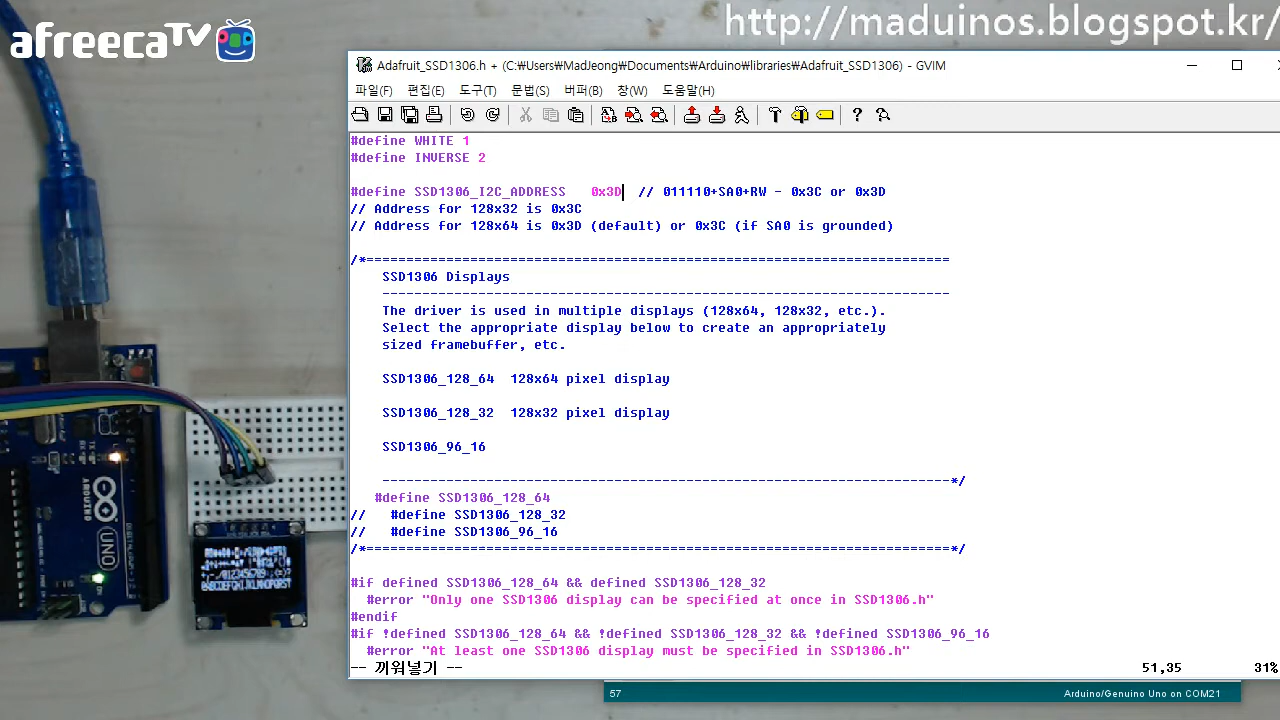 afreecaTV
http://maduinos.blogspot.kr/
Adafruit_SSD1306.h + (C:\Users\MadJeong\Documents\Arduino\libraries\Adafruit_SSD1306) - GVIM
파일(F) 편집(E) 도구(T) 문법(S) 버퍼(B) 창(W) 도움말(H)
#define WHITE 1
#define INVERSE 2
#define SSD1306_I2C_ADDRESS   0x3D  // 011110+SA0+RW - 0x3C or 0x3D
// Address for 128x32 is 0x3C
// Address for 128x64 is 0x3D (default) or 0x3C (if SA0 is grounded)
/*=========================================================================
    SSD1306 Displays
    -----------------------------------------------------------------------
    The driver is used in multiple displays (128x64, 128x32, etc.).
    Select the appropriate display below to create an appropriately
    sized framebuffer, etc.
    SSD1306_128_64  128x64 pixel display
    SSD1306_128_32  128x32 pixel display
    SSD1306_96_16
    -----------------------------------------------------------------------*/
   #define SSD1306_128_64
//   #define SSD1306_128_32
//   #define SSD1306_96_16
/*=========================================================================*/
#if defined SSD1306_128_64 && defined SSD1306_128_32
  #error "Only one SSD1306 display can be specified at once in SSD1306.h"
#endif
#if !defined SSD1306_128_64 && !defined SSD1306_128_32 && !defined SSD1306_96_16
  #error "At least one SSD1306 display must be specified in SSD1306.h"
-- 끼워넣기 -- 51,35 31%
57 Arduino/Genuino Uno on COM21
ARDUINO
UNO